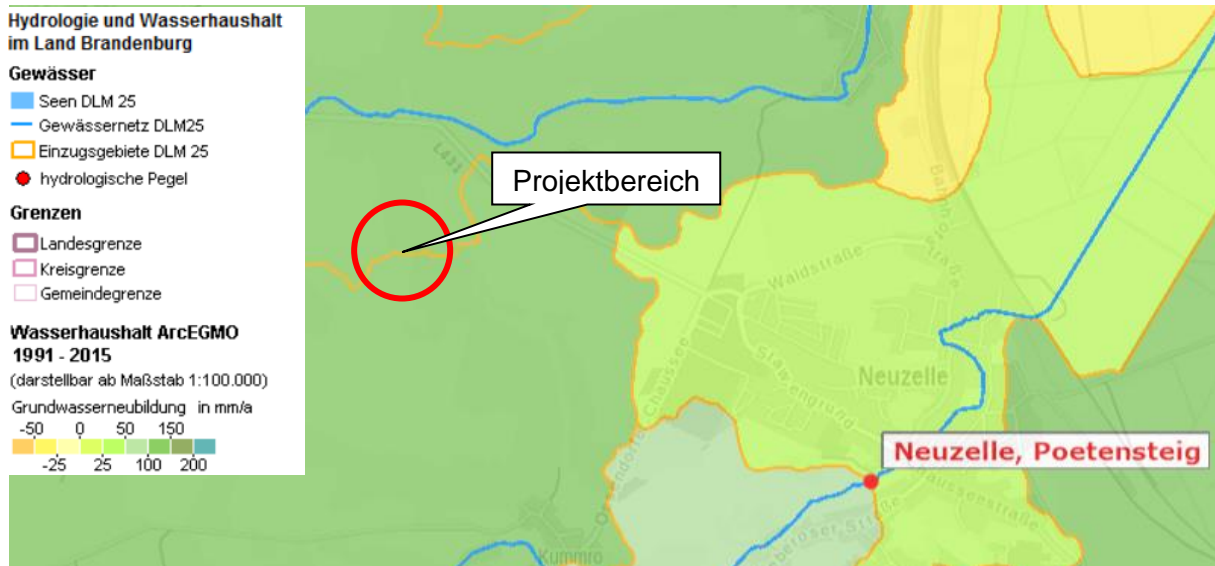 Hydrologie und Wasserhaushalt
im Land Brandenburg
Gewässer
Seen DLM 25
Gewässernetz DLM25
Einzugsgebiete DLM 25
hydrologische Pegel
Grenzen
Landesgrenze
Kreisgrenze
Gemeindegrenze
Wasserhaushalt ArcEGMO
1991 - 2015
(darstellbar ab Maßstab 1:100.000)
Grundwasserneubildung in mm/a
-50 0 50 150
-25 25 100 200
L431
Projektbereich
Waldstraße
Chaussee
Slawengrund
Neuzelle
Neuzelle, Poetensteig
Kummro